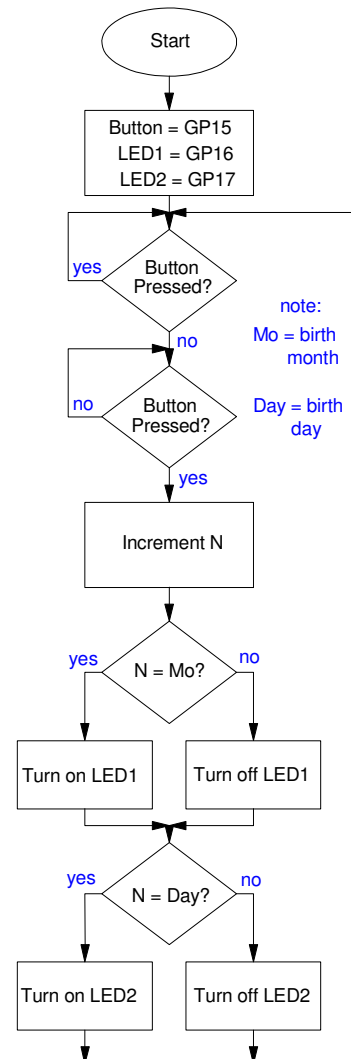 Start
Button = GP15
LED1 = GP16
LED2 = GP17
yes
Button
Pressed?
no
note:
Mo = birth
month
Day = birth
day
no
Button
Pressed?
yes
Increment N
yes
N = Mo?
no
Turn on LED1
Turn off LED1
yes
N = Day?
no
Turn on LED2
Turn off LED2